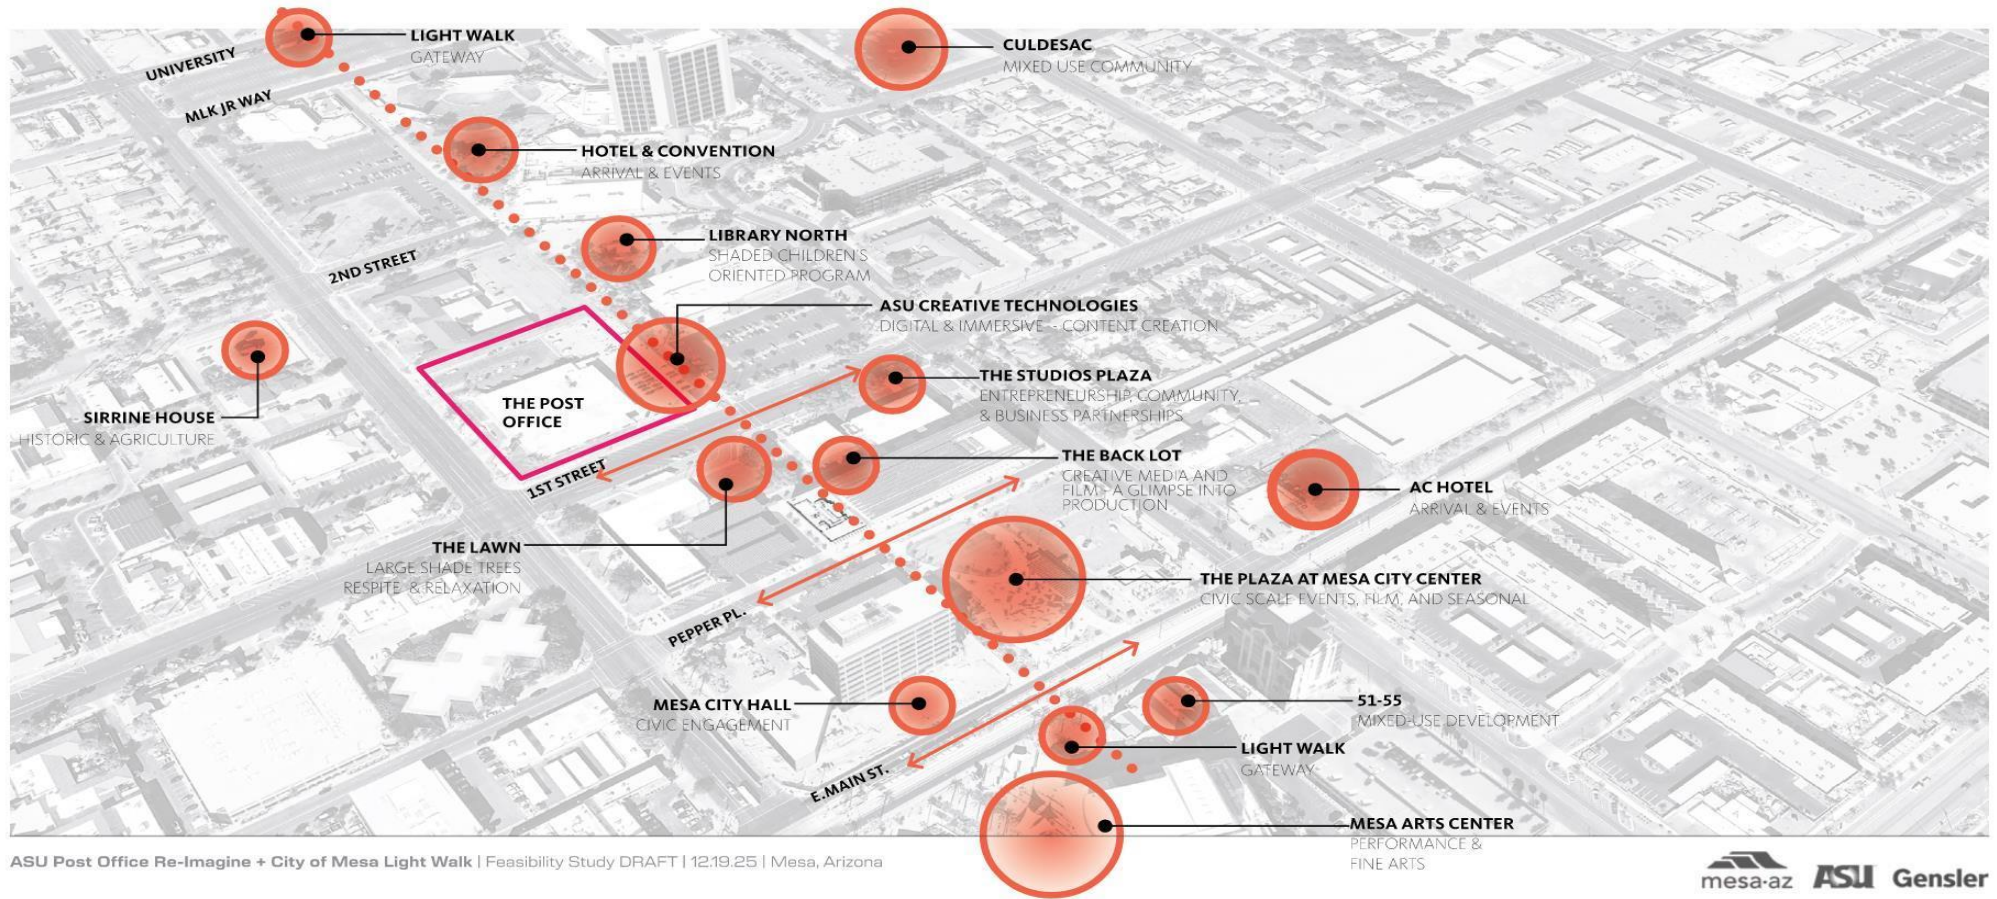 LIGHT WALK
GATEWAY
CULDESAC
MIXED USE COMMUNITY
UNIVERSITY
MLK JR WAY
HOTEL & CONVENTION
ARRIVAL & EVENTS
LIBRARY NORTH
SHADED CHILDREN'S
ORIENTED PROGRAM
2ND STREET
ASU CREATIVE TECHNOLOGIES
DIGITAL & IMMERSIVE - CONTENT CREATION
THE STUDIOS PLAZA
ENTREPRENEURSHIP, COMMUNITY,
& BUSINESS PARTNERSHIPS
THE POST
OFFICE
SIRRINE HOUSE
HISTORIC & AGRICULTURE
1ST STREET
THE BACK LOT
CREATIVE MEDIA AND
FILM - A GLIMPSE INTO
PRODUCTION
AC HOTEL
ARRIVAL & EVENTS
THE LAWN
LARGE SHADE TREES
RESPITE & RELAXATION
THE PLAZA AT MESA CITY CENTER
CIVIC SCALE EVENTS, FILM, AND SEASONAL
PEPPER PL.
MESA CITY HALL
CIVIC ENGAGEMENT
51-55
MIXED-USE DEVELOPMENT
LIGHT WALK
GATEWAY
E.MAIN ST.
MESA ARTS CENTER
PERFORMANCE &
FINE ARTS
ASU Post Office Re-Imagine + City of Mesa Light Walk | Feasibility Study DRAFT | 12.19.25 | Mesa, Arizona
mesa·az ASU Gensler